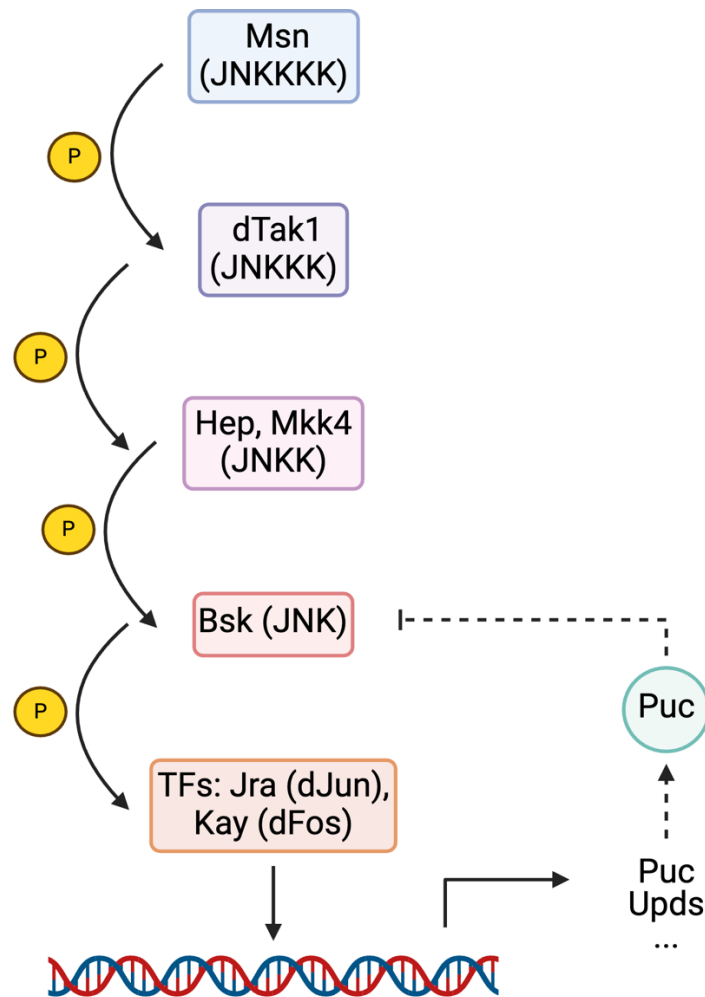 Msn
(JNKKKK)
P
dTak1
(JNKKK)
P
Hep, Mkk4
(JNKK)
P
Bsk (JNK)
Puc
P
TFs: Jra (dJun),
Kay (dFos)
Puc
Upds
...